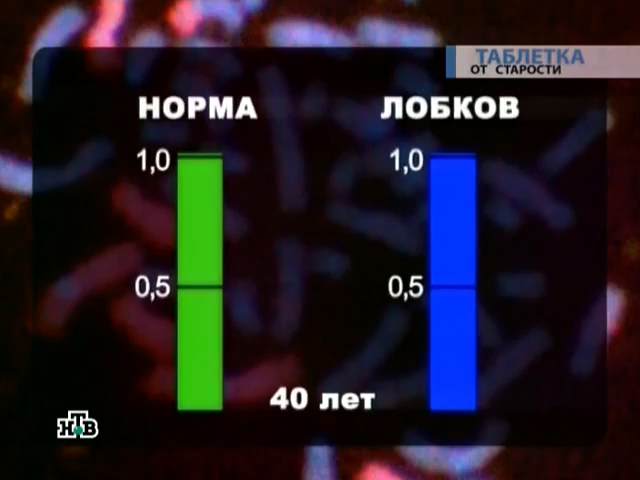 ТАБЛЕТКА
ОТ СТАРОСТИ
НОРМА
ЛОБКОВ
1,0
1,0
0,5
0,5
40 лет
НТВ